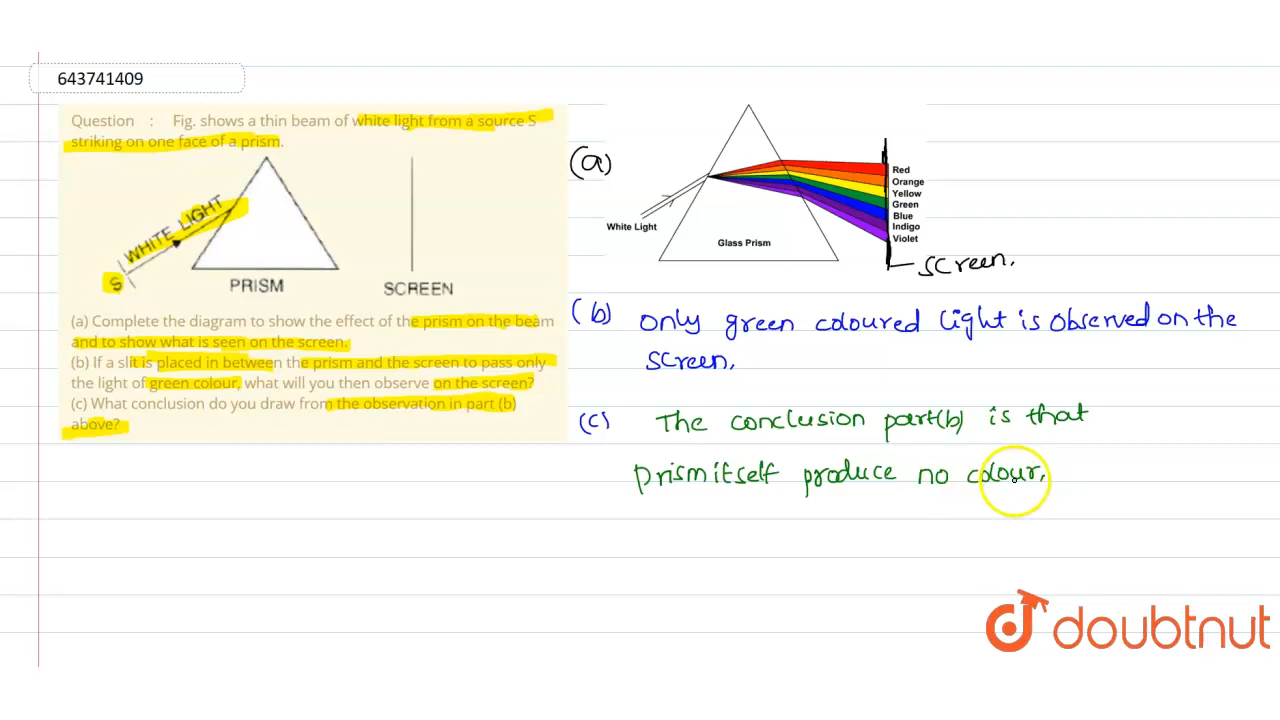 643741409
Question : Fig. shows a thin beam of white light from a source S
striking on one face of a prism.
WHITE LIGHT
S
PRISM
SCREEN
(a) Complete the diagram to show the effect of the prism on the beam
and to show what is seen on the screen.
(b) If a slit is placed in between the prism and the screen to pass only
the light of green colour, what will you then observe on the screen?
(c) What conclusion do you draw from the observation in part (b)
above?
(a)
White Light
Glass Prism
Red
Orange
Yellow
Green
Blue
Indigo
Violet
screen.
(b) Only green coloured light is observed on the
screen.
(c) The conclusion part(b) is that
prism itself produce no colour.
doubtnut